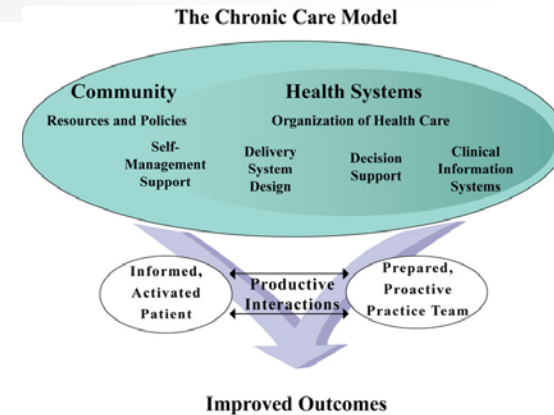 The Chronic Care Model
Community
Health Systems
Resources and Policies
Organization of Health Care
Self-
Management
Support
Delivery
System
Design
Decision
Support
Clinical
Information
Systems
Informed,
Activated
Patient
Productive
Interactions
Prepared,
Proactive
Practice Team
Improved Outcomes